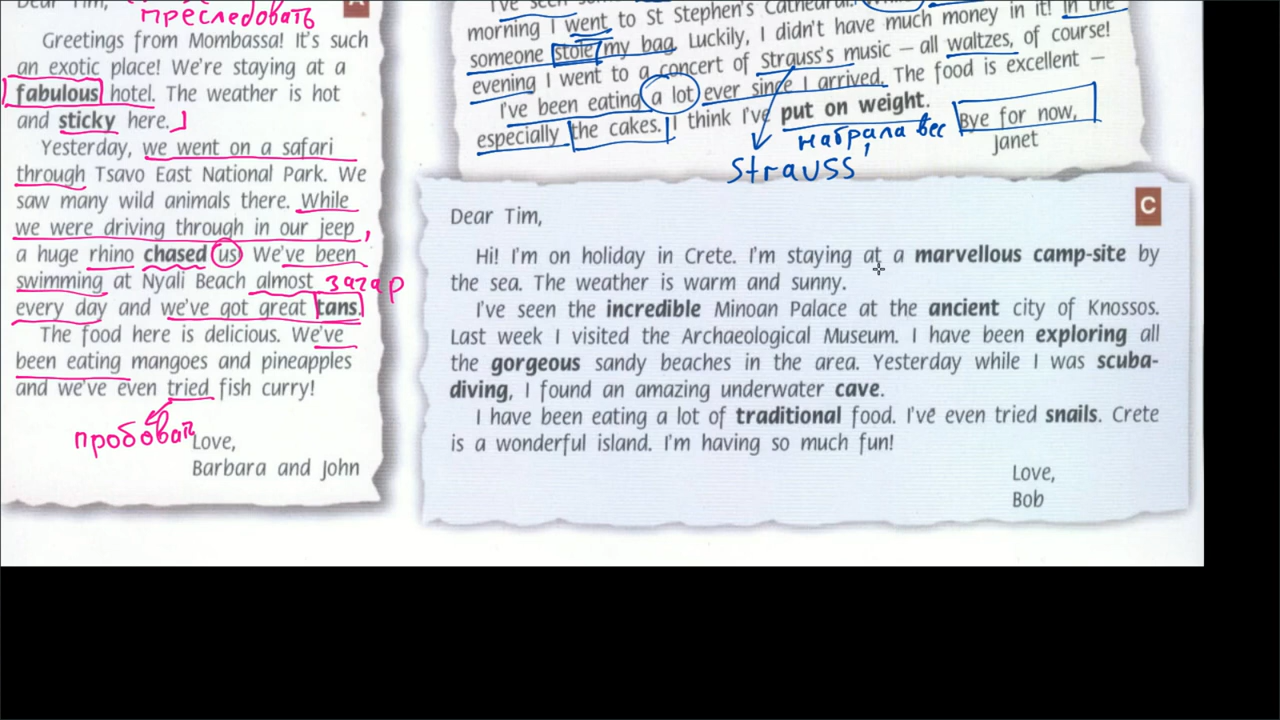 Dear Tim,
преследовать
A
Greetings from Mombassa! It's such
an exotic place! We're staying at a
fabulous hotel. The weather is hot
and sticky here.
Yesterday, we went on a safari
through Tsavo East National Park. We
saw many wild animals there. While
we were driving through in our jeep,
a huge rhino chased us! We've been
swimming at Nyali Beach almost загар
every day and we've got great tans.
The food here is delicious. We've
been eating mangoes and pineapples
and we've even tried fish curry!
пробовать
Love,
Barbara and John
I've seen
morning I went to St Stephen's Cathedral.
someone stole my bag. Luckily, I didn't have much money in it! In the
evening I went to a concert of Strauss's music – all waltzes, of course!
I've been eating a lot ever since I arrived. The food is excellent –
especially the cakes. I think I've put on weight.
набрала вес
Bye for now,
Janet
Strauss
C
Dear Tim,
Hi! I'm on holiday in Crete. I'm staying at a marvellous camp-site by
the sea. The weather is warm and sunny.
I've seen the incredible Minoan Palace at the ancient city of Knossos.
Last week I visited the Archaeological Museum. I have been exploring all
the gorgeous sandy beaches in the area. Yesterday while I was scuba-
diving, I found an amazing underwater cave.
I have been eating a lot of traditional food. I've even tried snails. Crete
is a wonderful island. I'm having so much fun!
Love,
Bob